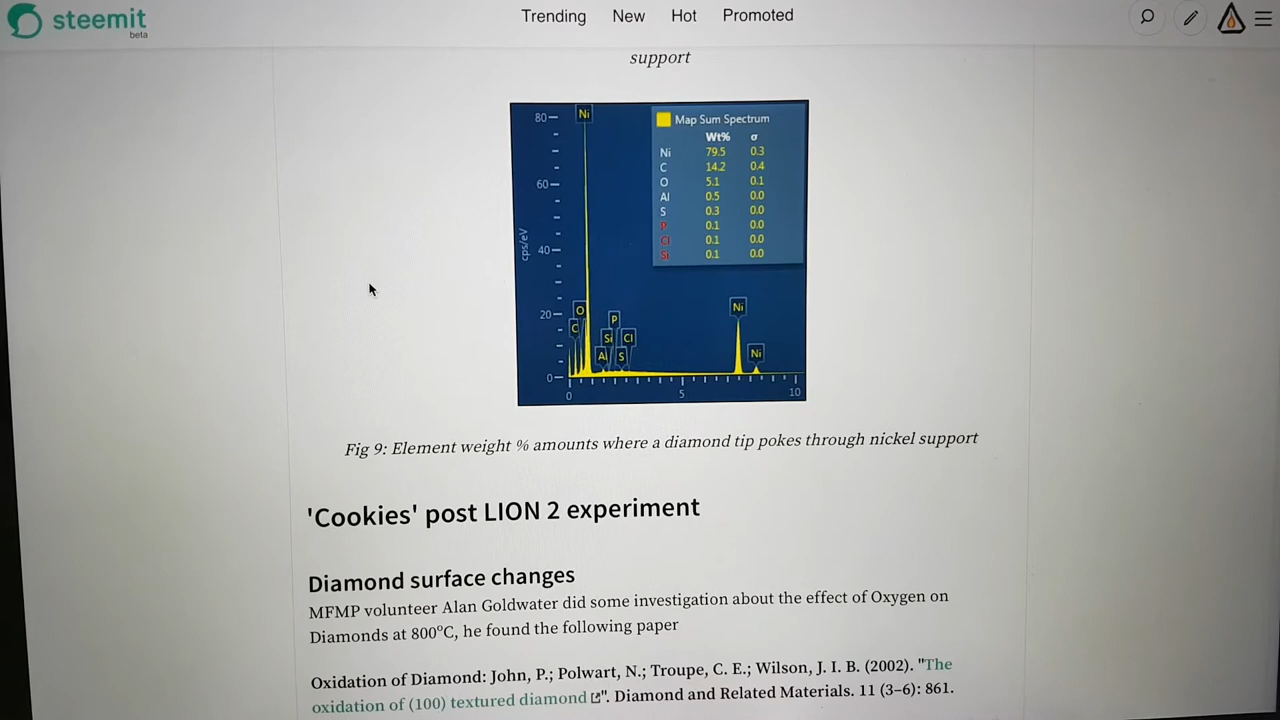 steemit
beta
Trending New Hot Promoted
support
Ni
80
60
40
20
0
cps/eV
Map Sum Spectrum
Wt% σ
Ni 79.5 0.3
C 14.2 0.4
O 5.1 0.1
Al 0.5 0.0
S 0.3 0.0
P 0.1 0.0
Cl 0.1 0.0
Si 0.1 0.0
O
C
P
Si Cl
Al S
Ni
Ni
0 5 10
Fig 9: Element weight % amounts where a diamond tip pokes through nickel support
'Cookies' post LION 2 experiment
Diamond surface changes
MFMP volunteer Alan Goldwater did some investigation about the effect of Oxygen on
Diamonds at 800ºC, he found the following paper
Oxidation of Diamond: John, P.; Polwart, N.; Troupe, C. E.; Wilson, J. I. B. (2002). "The
oxidation of (100) textured diamond". Diamond and Related Materials. 11 (3–6): 861.